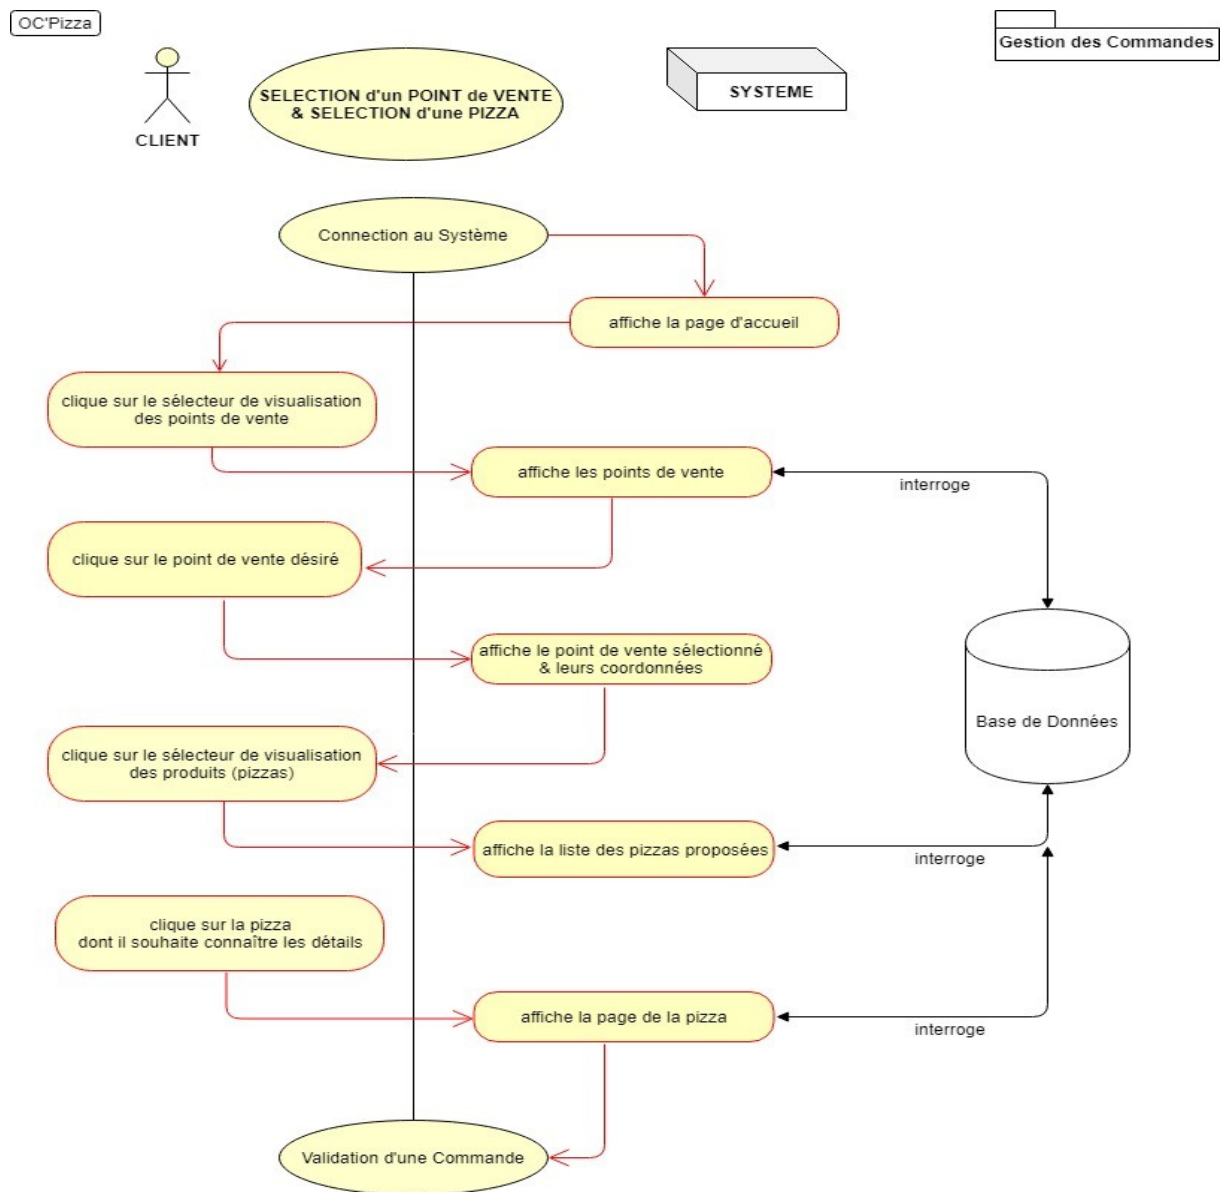 OC'Pizza
Gestion des Commandes
SELECTION d'un POINT de VENTE
& SELECTION d'une PIZZA
SYSTEME
CLIENT
Connection au Système
affiche la page d'accueil
clique sur le sélecteur de visualisation
des points de vente
affiche les points de vente
interroge
clique sur le point de vente désiré
affiche le point de vente sélectionné
& leurs coordonnées
Base de Données
clique sur le sélecteur de visualisation
des produits (pizzas)
affiche la liste des pizzas proposées
interroge
clique sur la pizza
dont il souhaite connaître les détails
affiche la page de la pizza
interroge
Validation d'une Commande